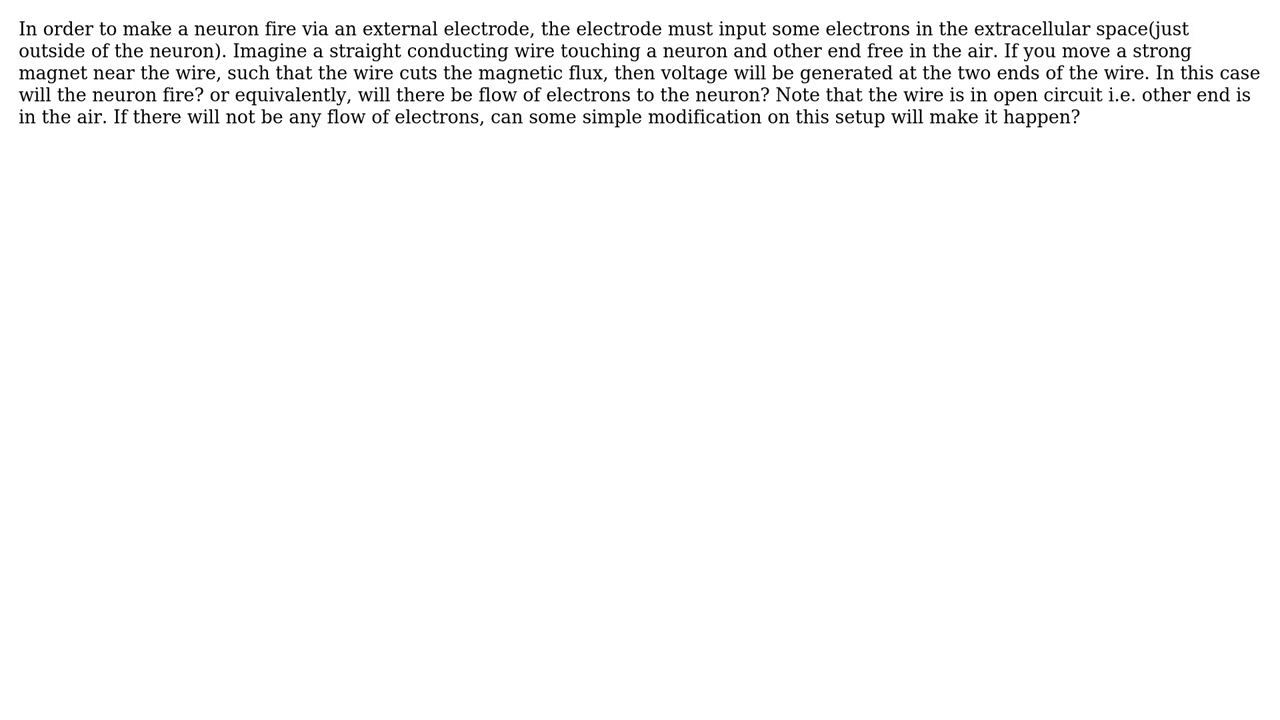 In order to make a neuron fire via an external electrode, the electrode must input some electrons in the extracellular space(just
outside of the neuron). Imagine a straight conducting wire touching a neuron and other end free in the air. If you move a strong
magnet near the wire, such that the wire cuts the magnetic flux, then voltage will be generated at the two ends of the wire. In this case
will the neuron fire? or equivalently, will there be flow of electrons to the neuron? Note that the wire is in open circuit i.e. other end is
in the air. If there will not be any flow of electrons, can some simple modification on this setup will make it happen?